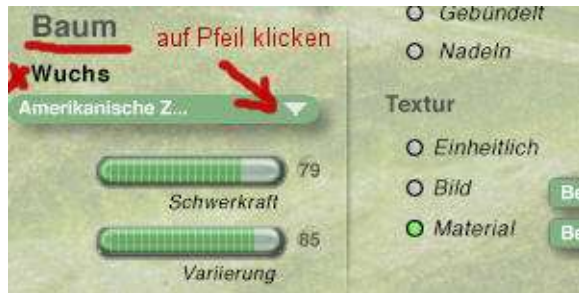 Baum
auf Pfeil klicken
Wuchs
Amerikanische Z...
79
Schwerkraft
85
Variierung
Gebündelt
Nadeln
Textur
Einheitlich
Bild
Material